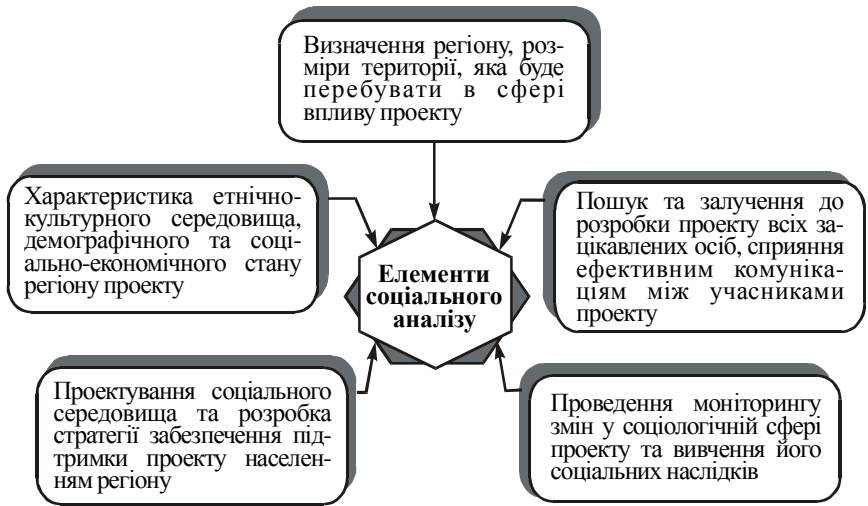 Визначення регіону, роз-
міри території, яка буде
перебувати в сфері
впливу проекту
Характеристика етнічно-
культурного середовища,
демографічного та соці-
ально-економічного стану
регіону проекту
Елементи
соціального
аналізу
Пошук та залучення до
розробки проекту всіх за-
цікавлених осіб, сприяння
ефективним комуніка-
ціям між учасниками
проекту
Проектування соціального
середовища та розробка
стратегії забезпечення під-
тримки проекту населен-
ням регіону
Проведення моніторингу
змін у соціологічній сфері
проекту та вивчення його
соціальних наслідків